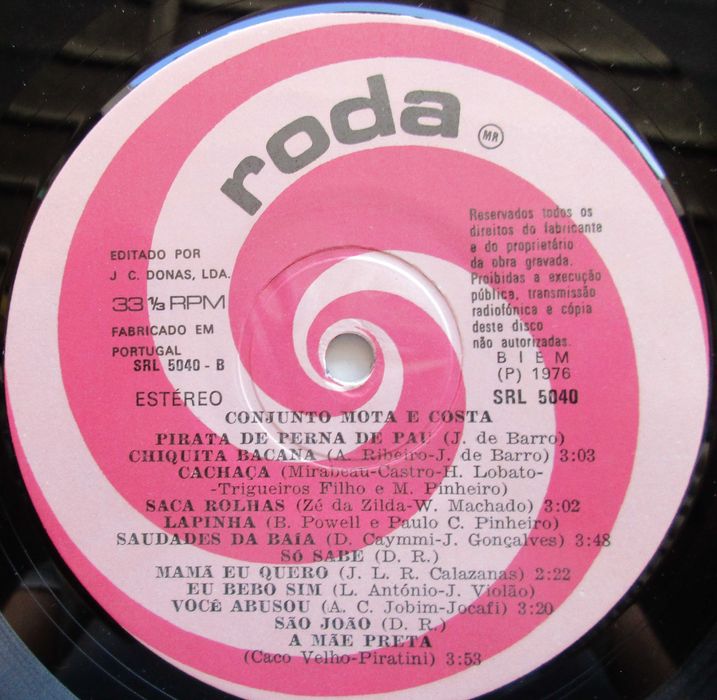 roda
MR
EDITADO POR
J. C. DONAS, LDA.
33 1/3 RPM
FABRICADO EM
PORTUGAL
SRL 5040 - B
ESTÉREO
Reservados todos os
direitos do fabricante
e do proprietário
da obra gravada.
Proibidas a execução
pública, transmissão
radiofónica e cópia
deste disco
não autorizadas.
B I E M
(P) 1976
SRL 5040
CONJUNTO MOTA E COSTA
PIRATA DE PERNA DE PAU (J. de Barro)
CHIQUITA BACANA (A. Ribeiro-J. de Barro) 3:03
CACHAÇA (Mirabeau-Castro-H. Lobato-
-Trigueiros Filho e M. Pinheiro)
SACA ROLHAS (Zé da Zilda-W. Machado) 3:02
LAPINHA (B. Powell e Paulo C. Pinheiro)
SAUDADES DA BAÍA (D. Caymmi-J. Gonçalves) 3:48
SÓ SABE (D. R.)
MAMÃ EU QUERO (J. L. R. Calazanas) 2:22
EU BEBO SIM (L. António-J. Violão)
VOCÊ ABUSOU (A. C. Jobim-Jocafi) 3:20
SÃO JOÃO (D. R.)
A MÃE PRETA
(Caco Velho-Piratini) 3:53